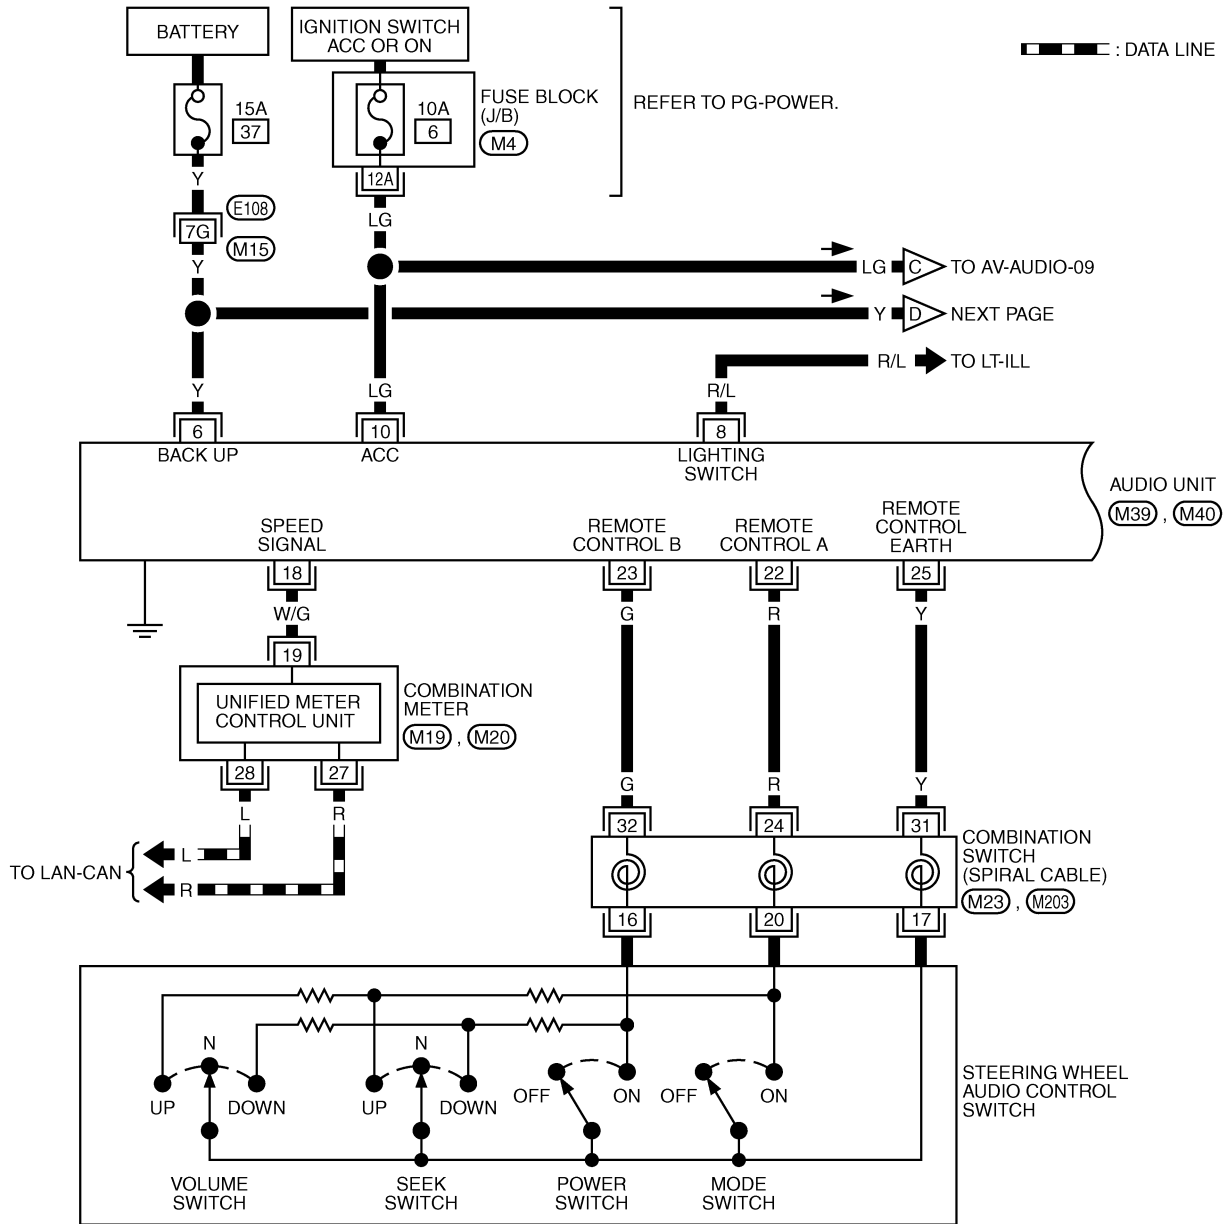 BATTERY
IGNITION SWITCH
ACC OR ON
: DATA LINE
15A
37
10A
6
FUSE BLOCK
(J/B)
M4
REFER TO PG-POWER.
12A
Y
LG
E108
7G
M15
Y
LG
C
TO AV-AUDIO-09
Y
D
NEXT PAGE
R/L
TO LT-ILL
Y
LG
R/L
6
10
8
BACK UP
ACC
LIGHTING
SWITCH
AUDIO UNIT
M39 , M40
SPEED
SIGNAL
REMOTE
CONTROL B
REMOTE
CONTROL A
REMOTE
CONTROL
EARTH
18
23
22
25
W/G
G
R
Y
19
UNIFIED METER
CONTROL UNIT
COMBINATION
METER
M19 , M20
28
27
L
R
G
R
Y
TO LAN-CAN
L
R
32
24
31
COMBINATION
SWITCH
(SPIRAL CABLE)
M23 , M203
16
20
17
N
N
UP
DOWN
UP
DOWN
OFF
ON
OFF
ON
STEERING WHEEL
AUDIO CONTROL
SWITCH
VOLUME
SWITCH
SEEK
SWITCH
POWER
SWITCH
MODE
SWITCH